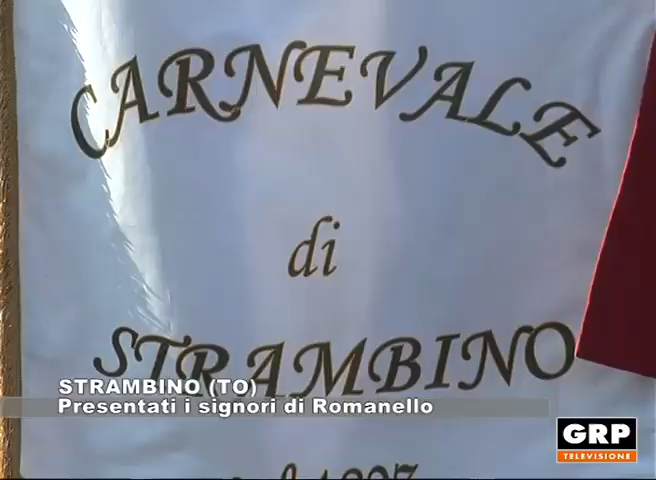 CARNEVALE
di
STRAMBINO
STRAMBINO (TO)
Presentati i signori di Romanello
GRP
TELEVISIONE